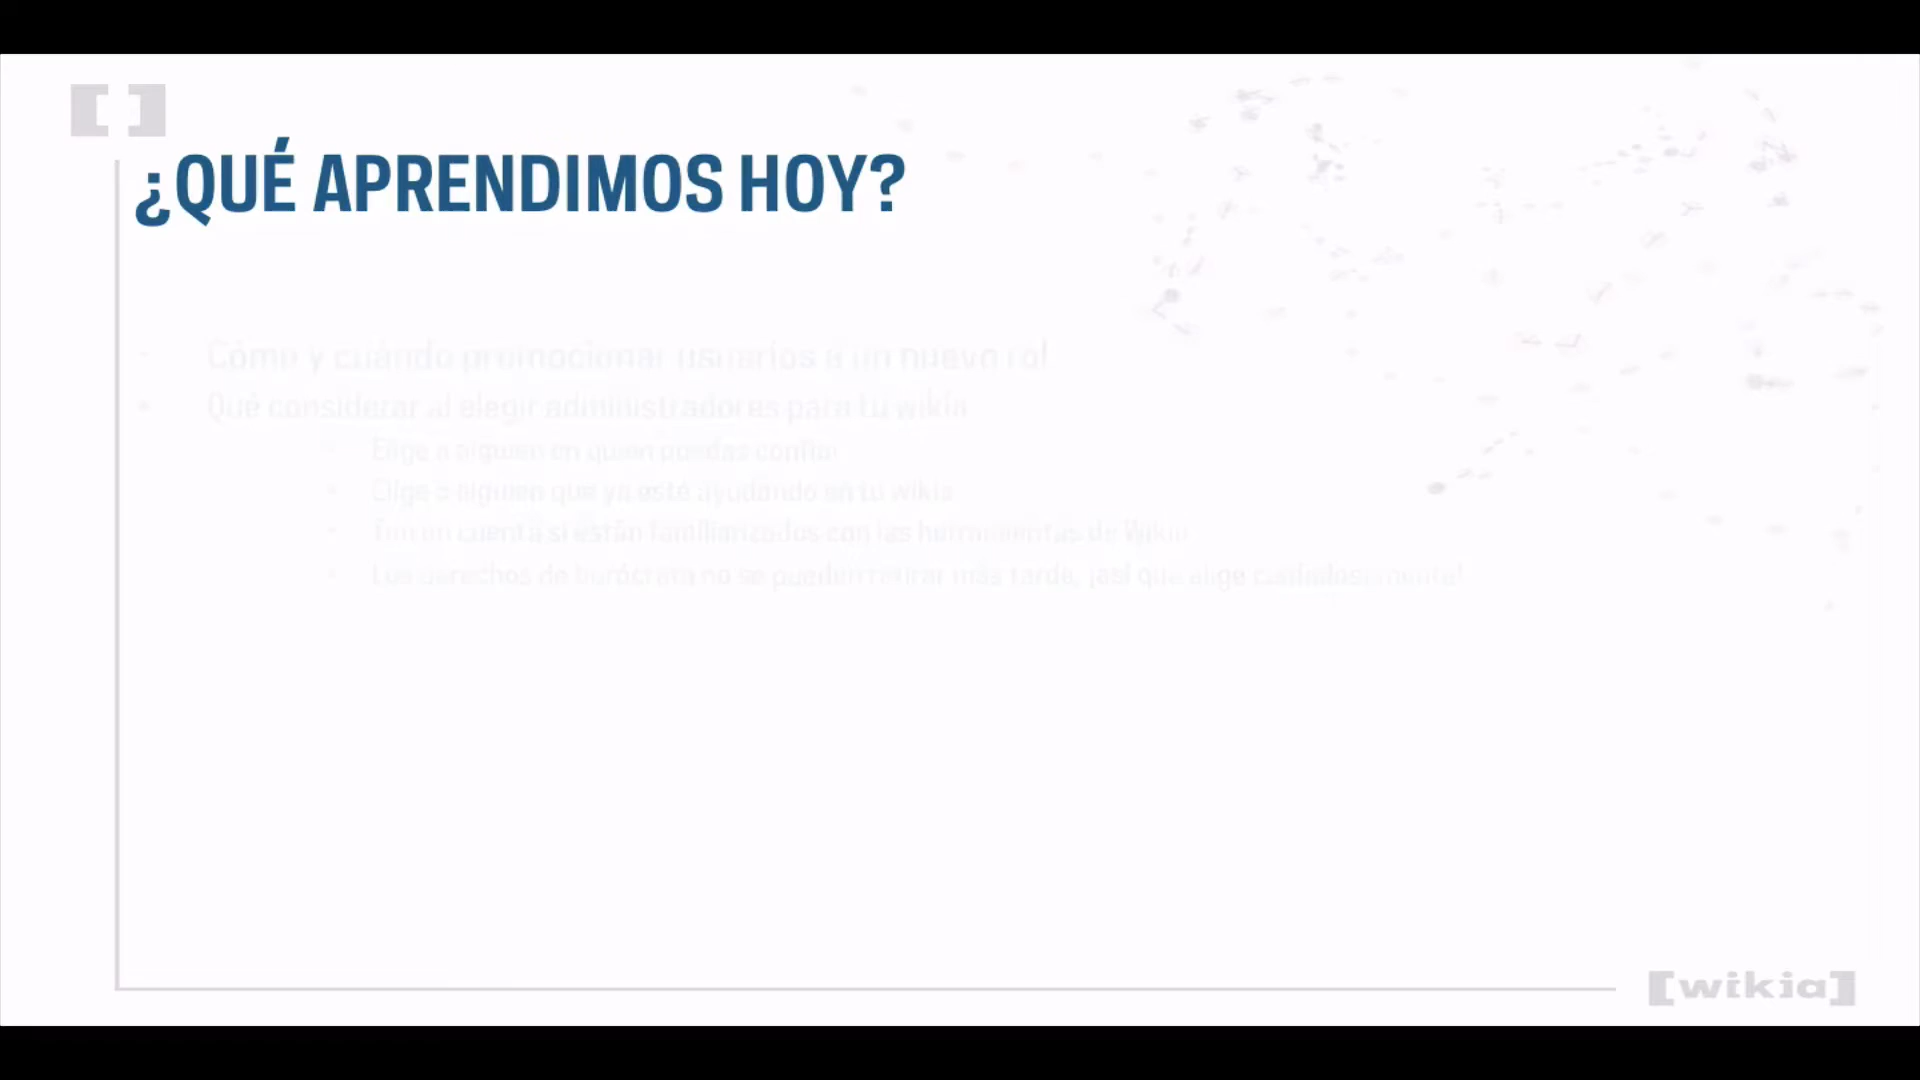 ¿QUÉ APRENDIMOS HOY?
Cómo y cuándo promocionar usuarios a un nuevo rol
Qué considerar al elegir administradores para tu wikia
Elige a alguien en quien puedas confiar
Elige a alguien que ya esté ayudando en tu wikia
Ten en cuenta si están familiarizados con las herramientas de Wikia
Los derechos de burócrata no se pueden retirar más tarde, ¡así que elige cuidadosamente!
[wikia]